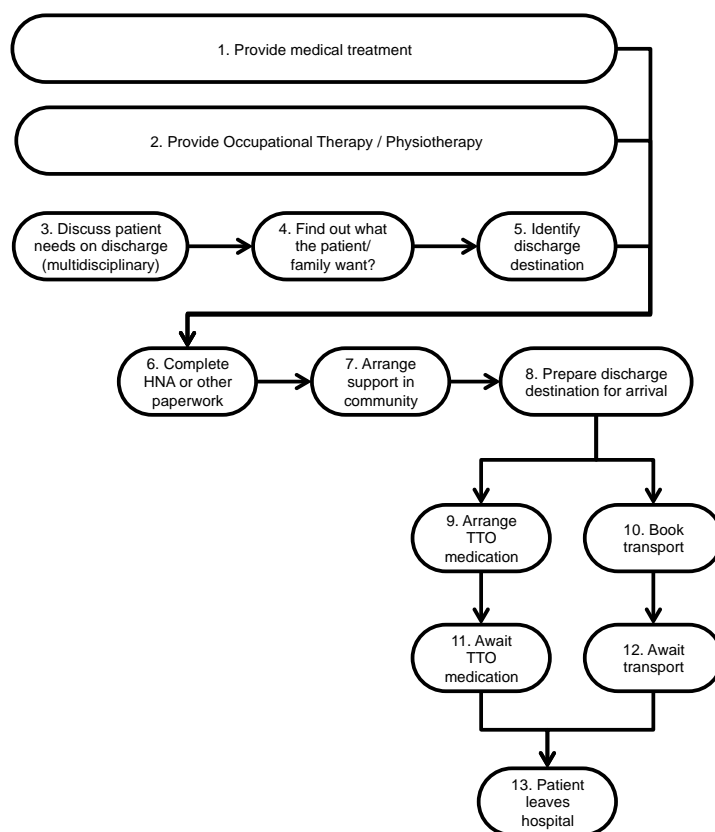 1. Provide medical treatment
2. Provide Occupational Therapy / Physiotherapy
3. Discuss patient
needs on discharge
(multidisciplinary)
4. Find out what
the patient/
family want?
5. Identify
discharge
destination
6. Complete
HNA or other
paperwork
7. Arrange
support in
community
8. Prepare discharge
destination for arrival
9. Arrange
TTO
medication
10. Book
transport
11. Await
TTO
medication
12. Await
transport
13. Patient
leaves
hospital